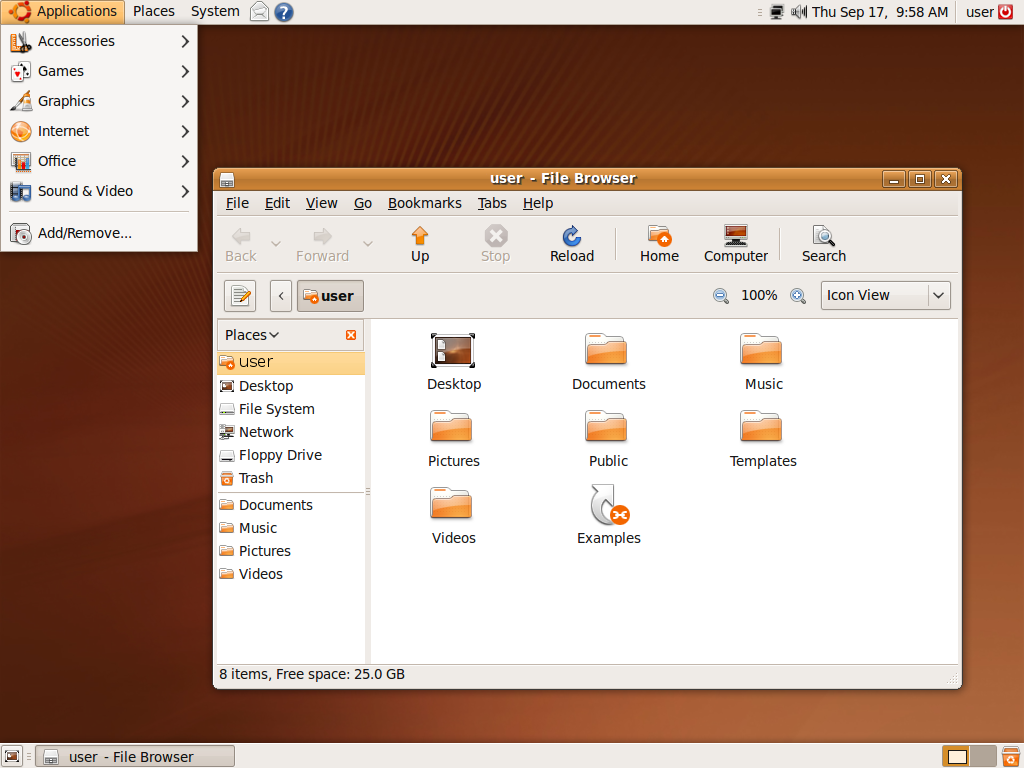 Applications Places System Thu Sep 17, 9:58 AM user
Accessories
Games
Graphics
Internet
Office
Sound & Video
Add/Remove...
user - File Browser
File Edit View Go Bookmarks Tabs Help
Back Forward Up Stop Reload Home Computer Search
user 100% Icon View
Places
user
Desktop
File System
Network
Floppy Drive
Trash
Documents
Music
Pictures
Videos
Desktop Documents Music
Pictures Public Templates
Videos Examples
8 items, Free space: 25.0 GB
user - File Browser